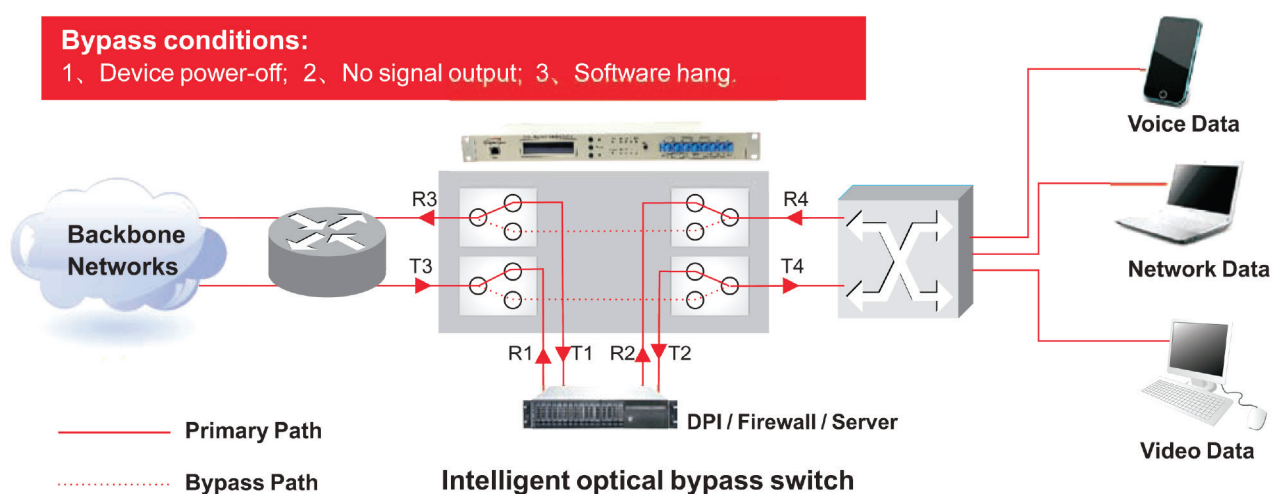 Bypass conditions:
1、Device power-off; 2、No signal output; 3、Software hang.
Voice Data
R3
R4
Backbone
Networks
T3
T4
Network Data
R1
T1
R2
T2
DPI / Firewall / Server
Primary Path
Video Data
Bypass Path
Intelligent optical bypass switch